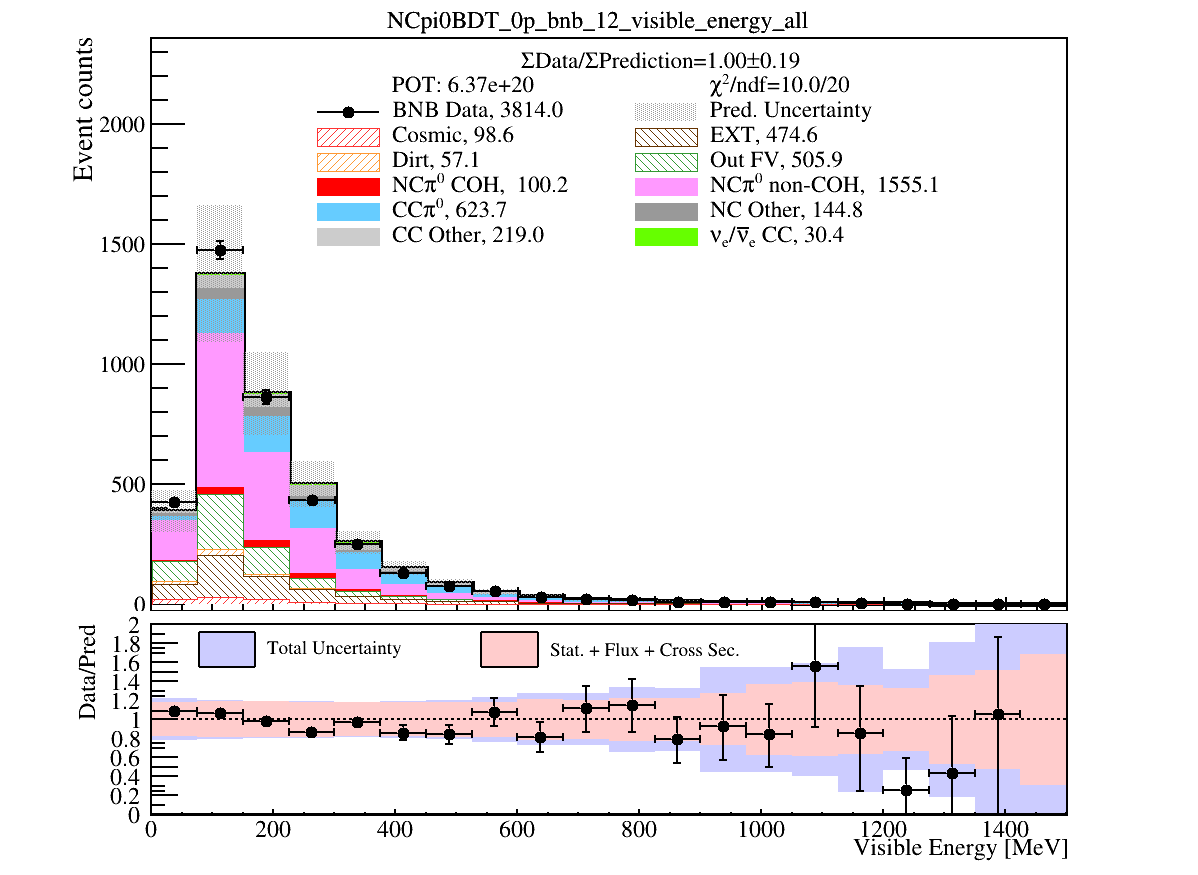 NCpi0BDT_0p_bnb_12_visible_energy_all
ΣData/ΣPrediction=1.00±0.19
POT: 6.37e+20 χ²/ndf=10.0/20
BNB Data, 3814.0 Pred. Uncertainty
Cosmic, 98.6 EXT, 474.6
Dirt, 57.1 Out FV, 505.9
NCπ⁰ COH, 100.2 NCπ⁰ non-COH, 1555.1
CCπ⁰, 623.7 NC Other, 144.8
CC Other, 219.0 νₑ/ν̅ₑ CC, 30.4
Event counts
2000
1500
1000
500
0
Data/Pred
Total Uncertainty Stat. + Flux + Cross Sec.
2
1.8
1.6
1.4
1.2
1
0.8
0.6
0.4
0.2
0
0 200 400 600 800 1000 1200 1400
Visible Energy [MeV]